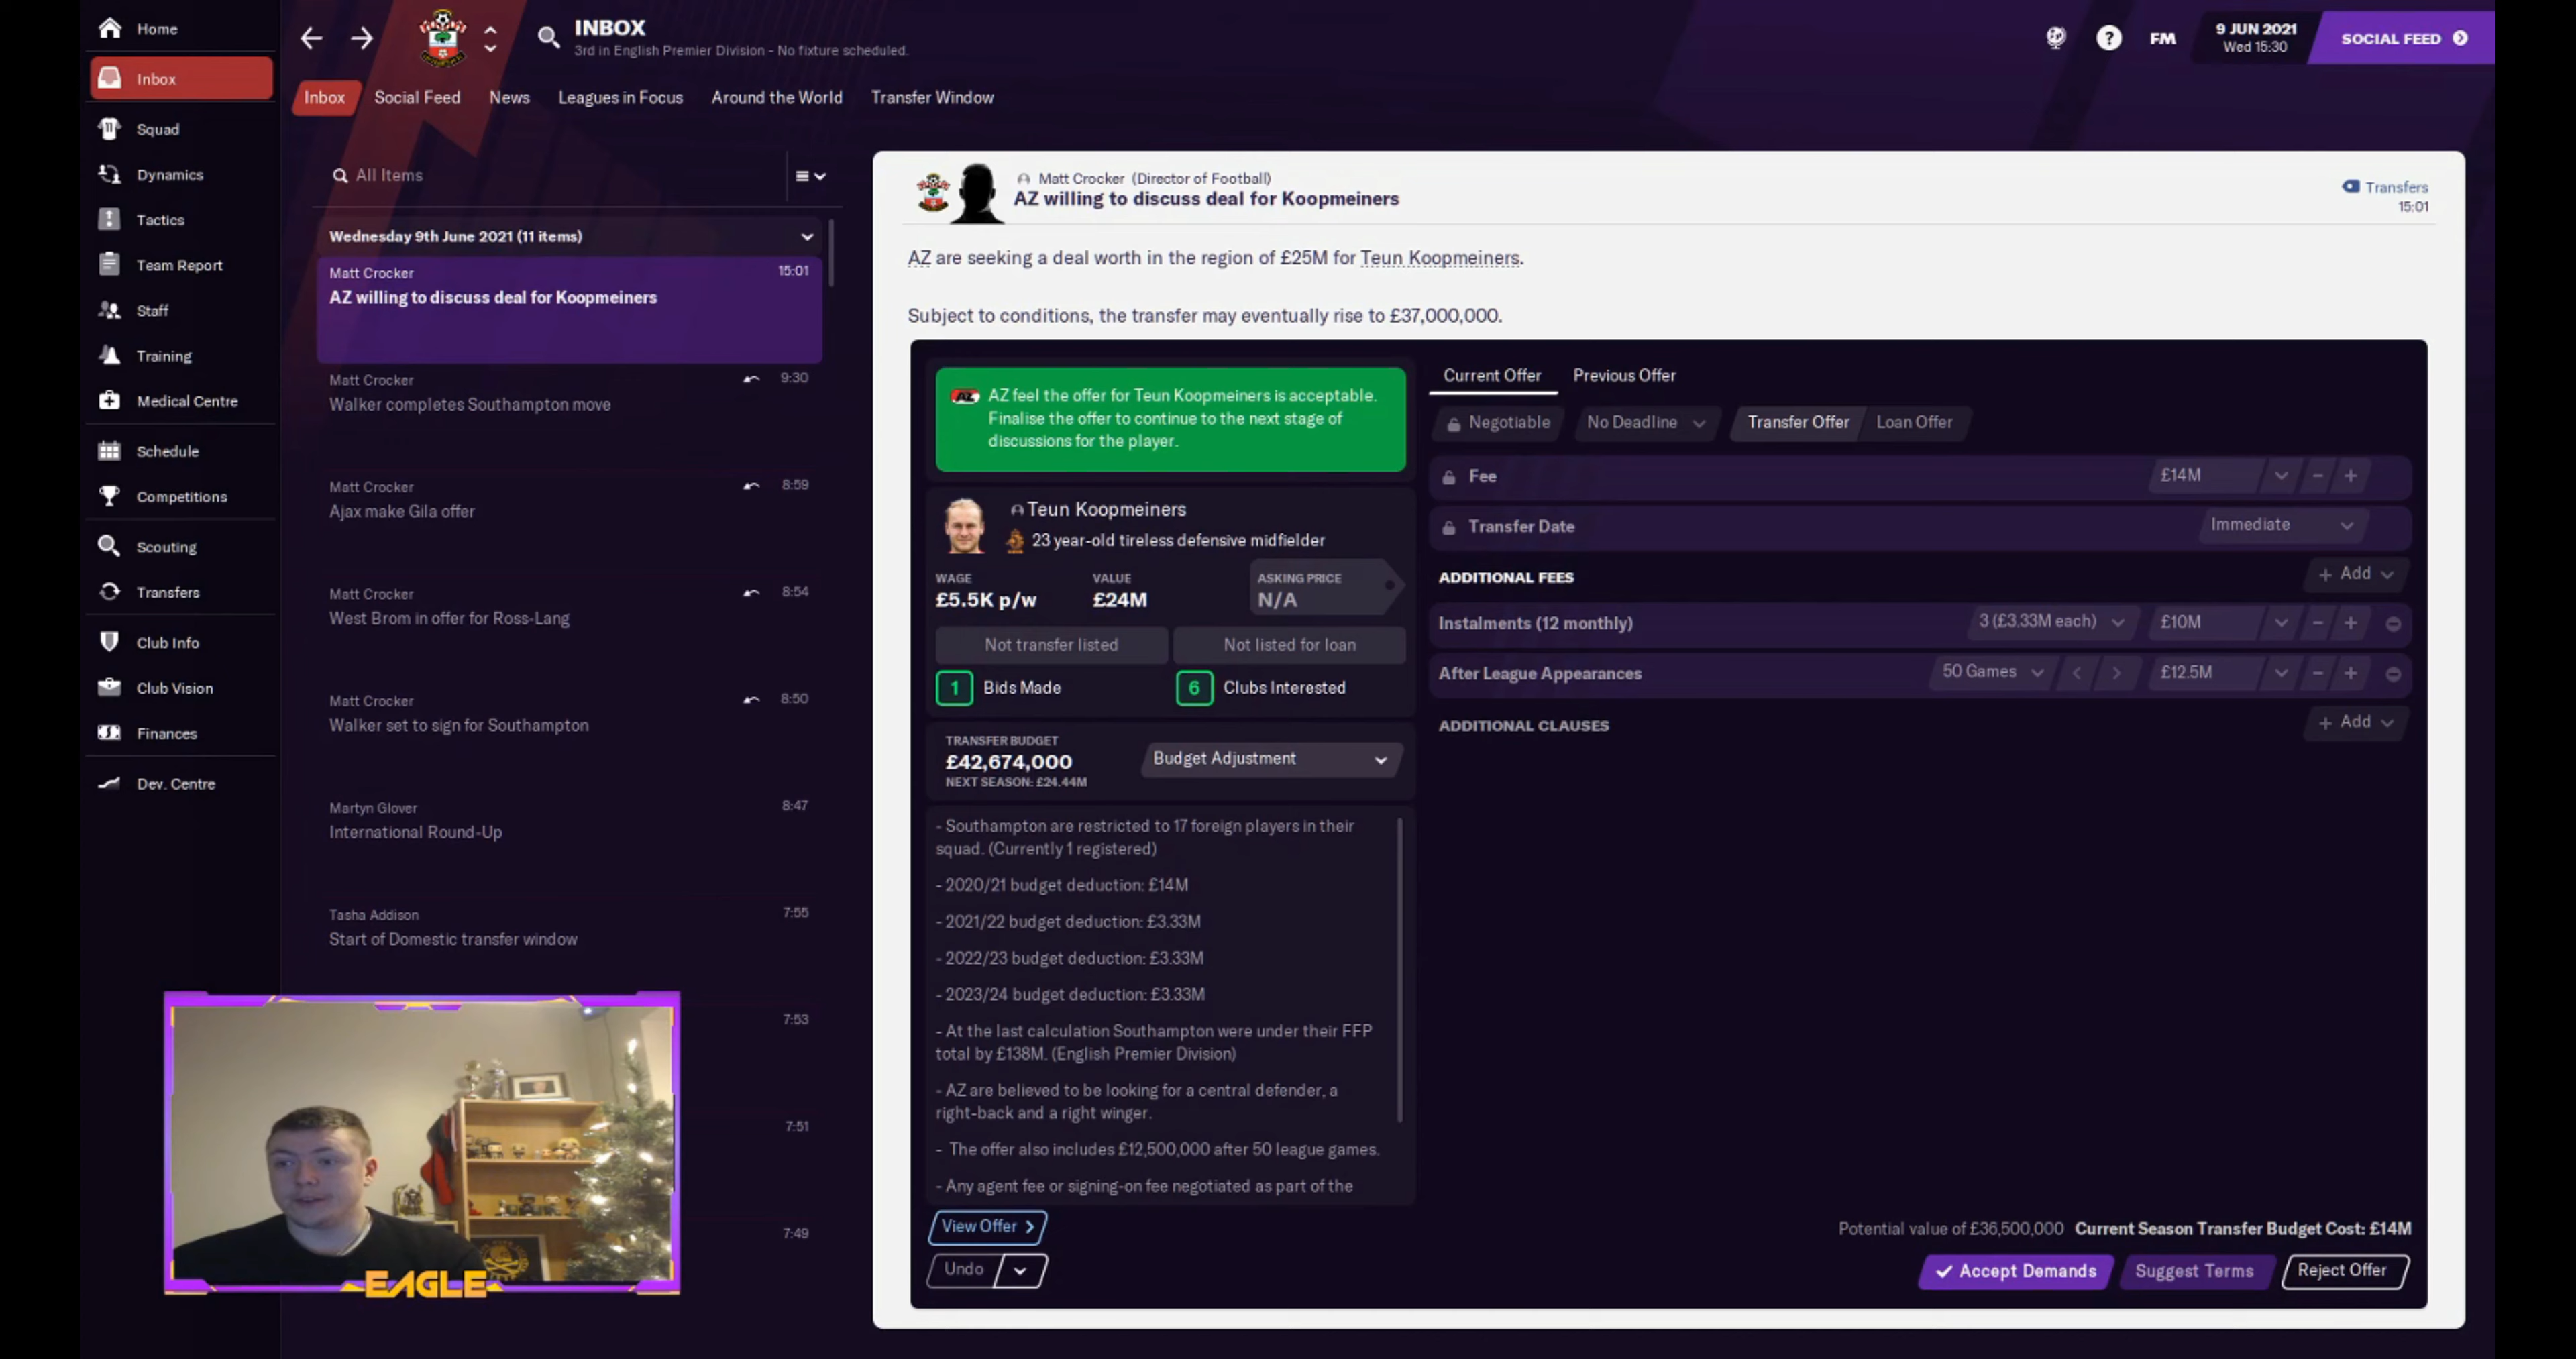 Home
Inbox
Squad
Dynamics
Tactics
Team Report
Staff
Training
Medical Centre
Schedule
Competitions
Scouting
Transfers
Club Info
Club Vision
Finances
Dev. Centre
INBOX
3rd in English Premier Division - No fixture scheduled.
FM
9 JUN 2021
Wed 15:30
SOCIAL FEED
Inbox
Social Feed
News
Leagues in Focus
Around the World
Transfer Window
All Items
Wednesday 9th June 2021 (11 items)
Matt Crocker 15:01
AZ willing to discuss deal for Koopmeiners
Matt Crocker 9:30
Walker completes Southampton move
Matt Crocker 8:59
Ajax make Gila offer
Matt Crocker 8:54
West Brom in offer for Ross-Lang
Matt Crocker 8:50
Walker set to sign for Southampton
Martyn Glover 8:47
International Round-Up
Tasha Addison 7:55
Start of Domestic transfer window
7:53
7:51
7:49
EAGLE
Matt Crocker (Director of Football)
AZ willing to discuss deal for Koopmeiners
Transfers
15:01
AZ are seeking a deal worth in the region of £25M for Teun Koopmeiners.
Subject to conditions, the transfer may eventually rise to £37,000,000.
AZ
AZ feel the offer for Teun Koopmeiners is acceptable.
Finalise the offer to continue to the next stage of
discussions for the player.
Teun Koopmeiners
23 year-old tireless defensive midfielder
WAGE
£5.5K p/w
VALUE
£24M
ASKING PRICE
N/A
Not transfer listed
Not listed for loan
1 Bids Made
6 Clubs Interested
TRANSFER BUDGET
£42,674,000
NEXT SEASON: £24.44M
Budget Adjustment
- Southampton are restricted to 17 foreign players in their
squad. (Currently 1 registered)
- 2020/21 budget deduction: £14M
- 2021/22 budget deduction: £3.33M
- 2022/23 budget deduction: £3.33M
- 2023/24 budget deduction: £3.33M
- At the last calculation Southampton were under their FFP
total by £138M. (English Premier Division)
- AZ are believed to be looking for a central defender, a
right-back and a right winger.
- The offer also includes £12,500,000 after 50 league games.
- Any agent fee or signing-on fee negotiated as part of the
View Offer
Undo
Current Offer
Previous Offer
Negotiable
No Deadline
Transfer Offer
Loan Offer
Fee £14M
Transfer Date Immediate
ADDITIONAL FEES + Add
Instalments (12 monthly) 3 (£3.33M each) £10M
After League Appearances 50 Games £12.5M
ADDITIONAL CLAUSES + Add
Potential value of £36,500,000 Current Season Transfer Budget Cost: £14M
Accept Demands
Suggest Terms
Reject Offer